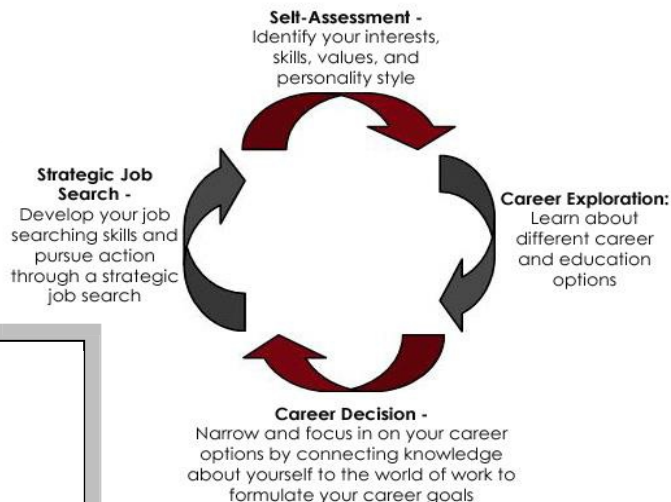 Self-Assessment -
Identify your interests,
skills, values, and
personality style
Career Exploration:
Learn about
different career
and education
options
Career Decision -
Narrow and focus in on your career
options by connecting knowledge
about yourself to the world of work to
formulate your career goals
Strategic Job
Search -
Develop your job
searching skills and
pursue action
through a strategic
job search